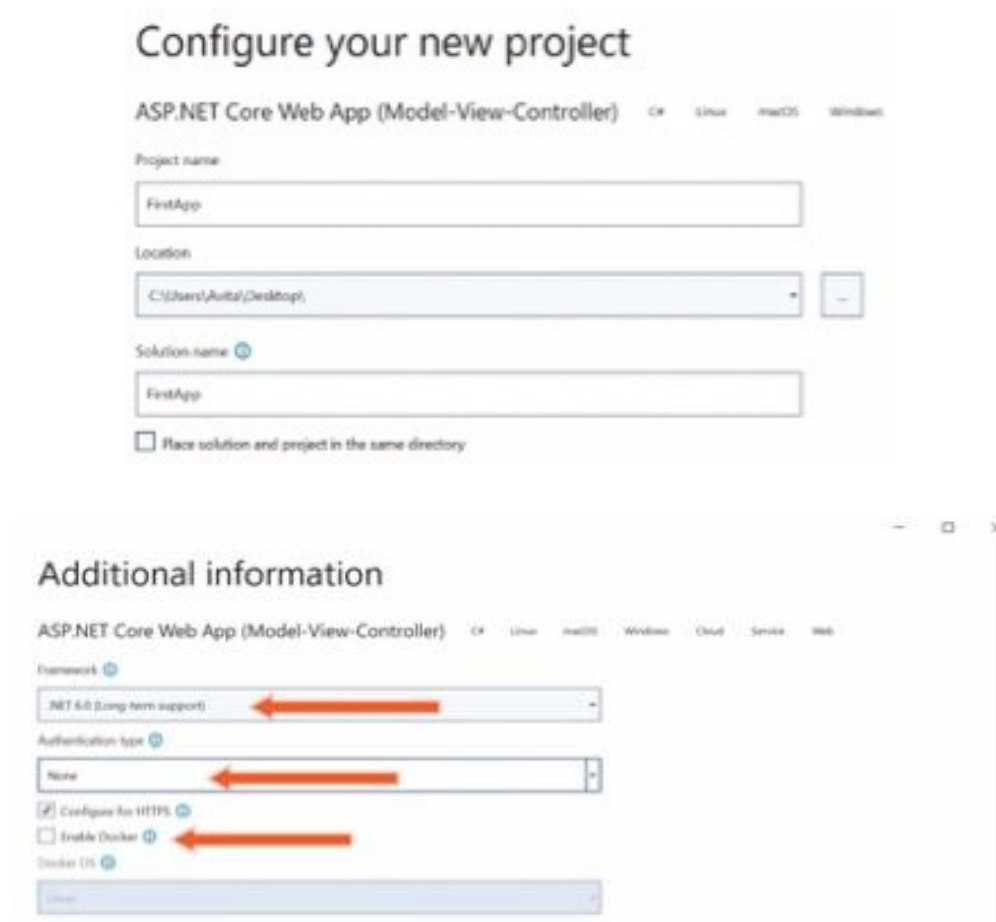 Configure your new project
ASP.NET Core Web App (Model-View-Controller) C# Linux macOS Windows
Project name
FirstApp
Location
C:\Users\Avita\Desktop\
...
Solution name
FirstApp
Place solution and project in the same directory
Additional information
ASP.NET Core Web App (Model-View-Controller) C# Linux macOS Windows Cloud Service Web
Framework
.NET 6.0 (Long-term support)
Authentication type
None
Configure for HTTPS
Enable Docker
Docker OS
Linux